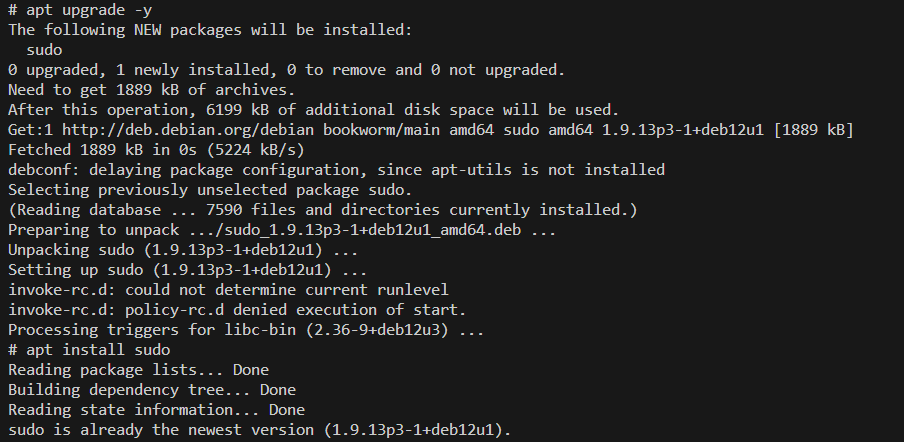 # apt upgrade -y
The following NEW packages will be installed:
  sudo
0 upgraded, 1 newly installed, 0 to remove and 0 not upgraded.
Need to get 1889 kB of archives.
After this operation, 6199 kB of additional disk space will be used.
Get:1 http://deb.debian.org/debian bookworm/main amd64 sudo amd64 1.9.13p3-1+deb12u1 [1889 kB]
Fetched 1889 kB in 0s (5224 kB/s)
debconf: delaying package configuration, since apt-utils is not installed
Selecting previously unselected package sudo.
(Reading database ... 7590 files and directories currently installed.)
Preparing to unpack .../sudo_1.9.13p3-1+deb12u1_amd64.deb ...
Unpacking sudo (1.9.13p3-1+deb12u1) ...
Setting up sudo (1.9.13p3-1+deb12u1) ...
invoke-rc.d: could not determine current runlevel
invoke-rc.d: policy-rc.d denied execution of start.
Processing triggers for libc-bin (2.36-9+deb12u3) ...
# apt install sudo
Reading package lists... Done
Building dependency tree... Done
Reading state information... Done
sudo is already the newest version (1.9.13p3-1+deb12u1).